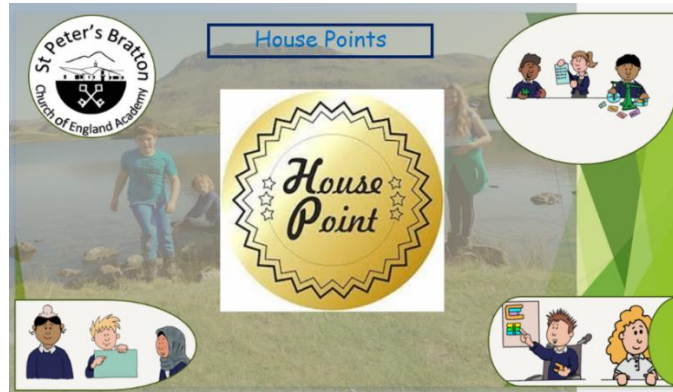 House Points
St Peter's Bratton
Church of England Academy
House
Point